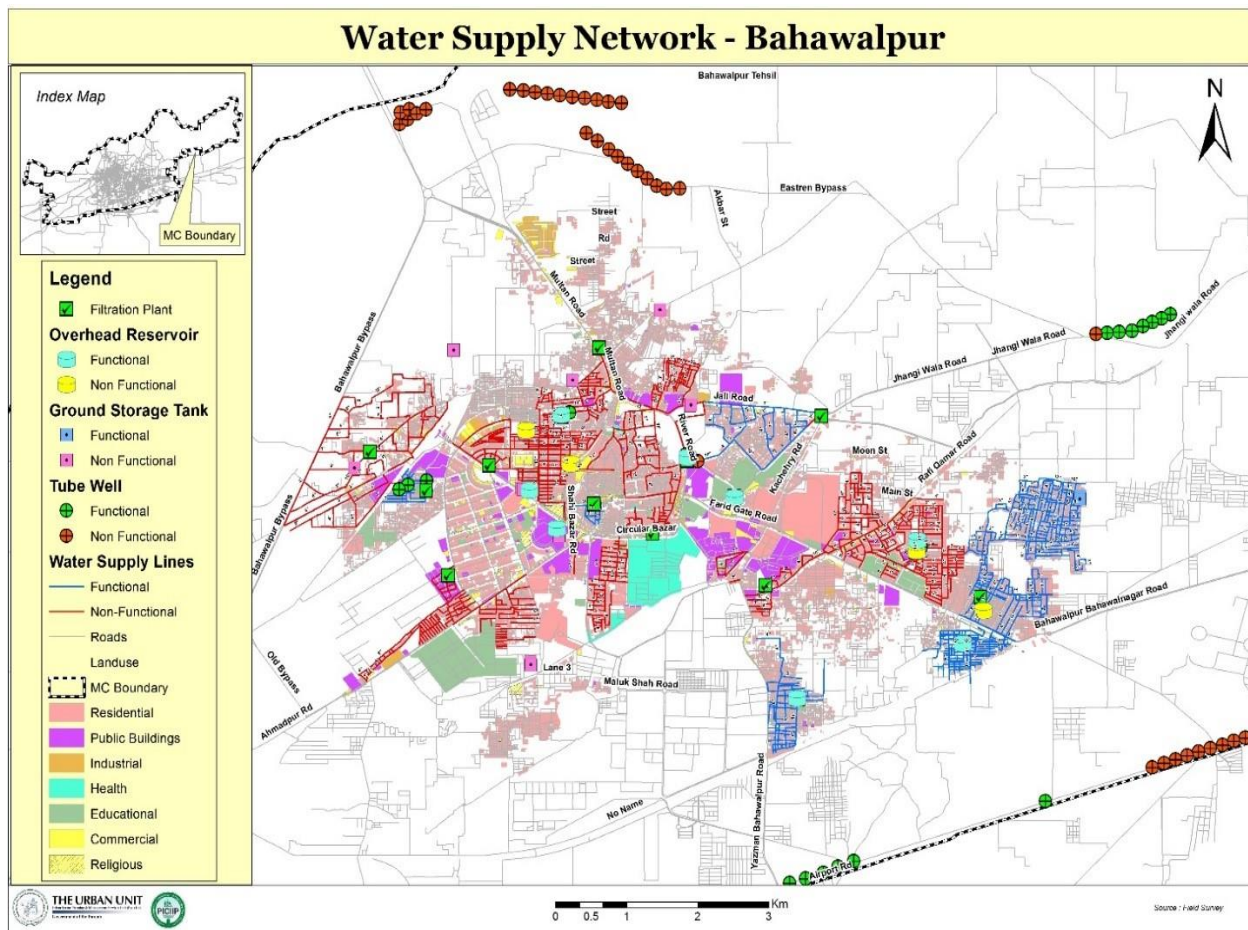 Water Supply Network - Bahawalpur
Index Map
MC Boundary
Legend
Filtration Plant
Overhead Reservoir
Functional
Non Functional
Ground Storage Tank
Functional
Non Functional
Tube Well
Functional
Non Functional
Water Supply Lines
Functional
Non-Functional
Roads
Landuse
MC Boundary
Residential
Public Buildings
Industrial
Health
Educational
Commercial
Religious
Bahawalpur Tehsil
N
Eastren Bypass
Akbar St
Street
Rd
Street
Multan Road
Bahawalpur Bypass
Multan Road
Jhangi Wala Road
Jhangi wala Road
Jhangi Wala Road
Jail Road
River Road
Kachehry Rd
Moen St
Rafi Qamar Road
Main St
Farid Gate Road
Shahi Bazar Rd
Circular Bazar
Bahawalpur Bypass
Bahawalpur Bahawalnagar Road
Old Bypass
Lane 3
Maluk Shah Road
Ahmadpur Rd
No Name
Yazman Bahawalpur Road
Airport Rd
THE URBAN UNIT
PICIIP
0 0.5 1 2 3 Km
Source : Field Survey